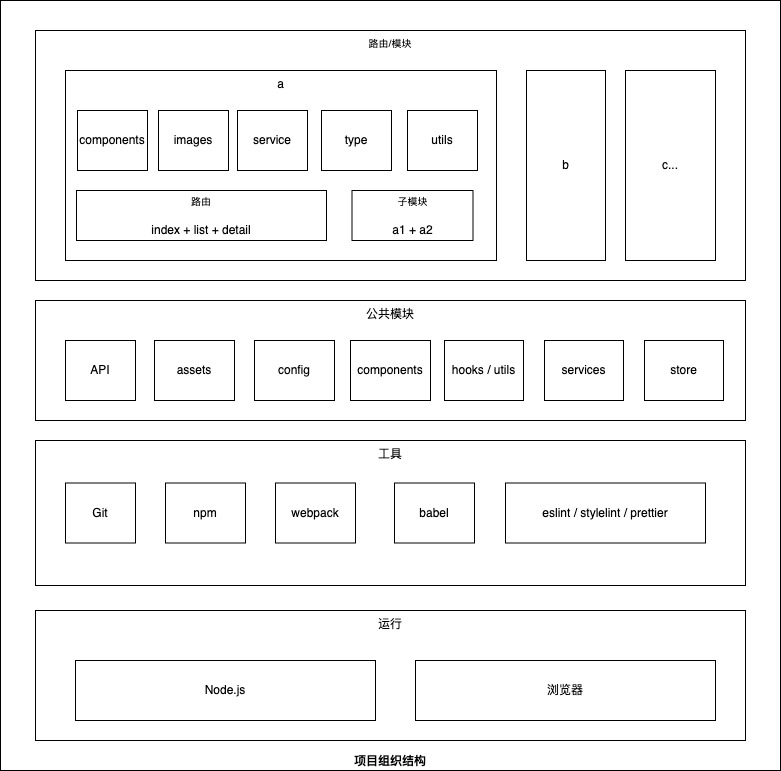 路由/模块
a
components
images
service
type
utils
路由
index + list + detail
子模块
a1 + a2
b
c...
公共模块
API
assets
config
components
hooks / utils
services
store
工具
Git
npm
webpack
babel
eslint / stylelint / prettier
运行
Node.js
浏览器
项目组织结构